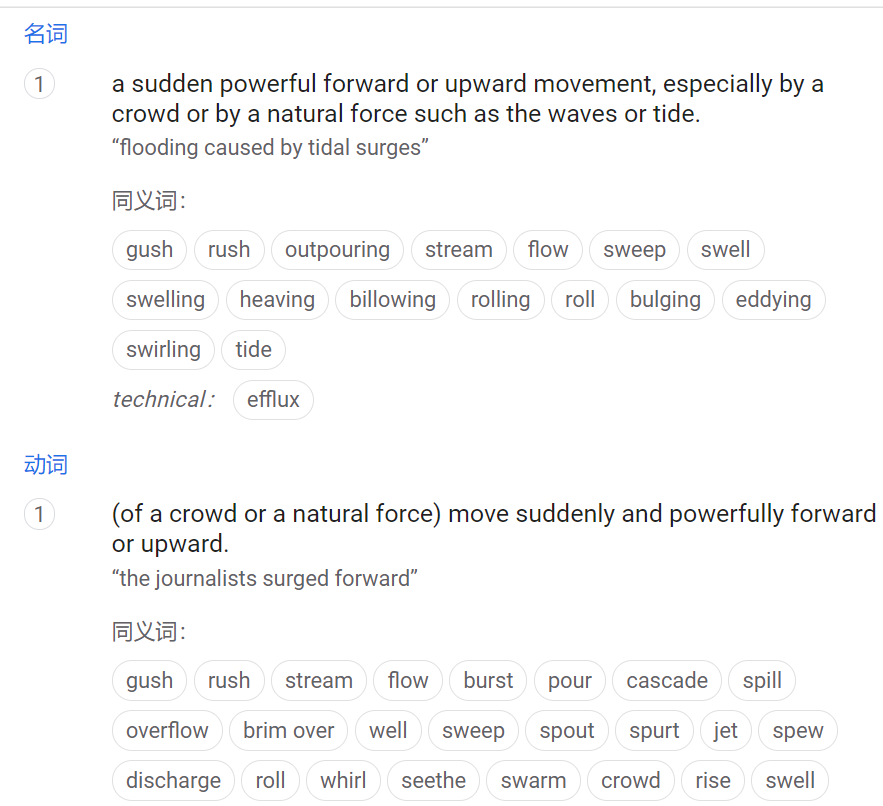 名词
1 a sudden powerful forward or upward movement, especially by a
crowd or by a natural force such as the waves or tide.
“flooding caused by tidal surges”
同义词：
gush rush outpouring stream flow sweep swell
swelling heaving billowing rolling roll bulging eddying
swirling tide
technical： efflux
动词
1 (of a crowd or a natural force) move suddenly and powerfully forward
or upward.
“the journalists surged forward”
同义词：
gush rush stream flow burst pour cascade spill
overflow brim over well sweep spout spurt jet spew
discharge roll whirl seethe swarm crowd rise swell